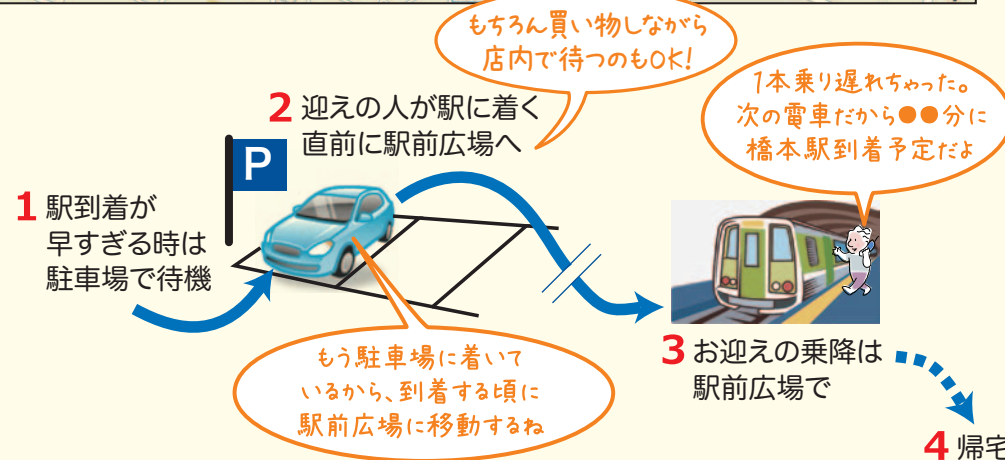 もちろん買い物しながら
店内で待つのもOK!
1本乗り遅れちゃった。
次の電車だから●●分に
橋本駅到着予定だよ
2 迎えの人が駅に着く
直前に駅前広場へ
P
1 駅到着が
早すぎる時は
駐車場で待機
もう駐車場に着いて
いるから、到着する頃に
駅前広場に移動するね
3 お迎えの乗降は
駅前広場で
4 帰宅